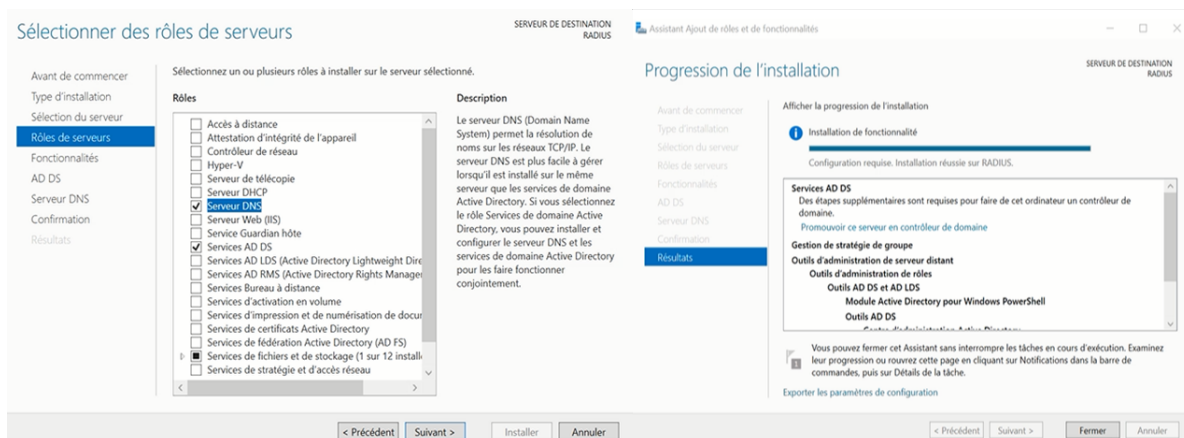 Sélectionner des rôles de serveurs
SERVEUR DE DESTINATION
RADIUS
Avant de commencer
Type d'installation
Sélection du serveur
Rôles de serveurs
Fonctionnalités
AD DS
Serveur DNS
Confirmation
Résultats
Sélectionnez un ou plusieurs rôles à installer sur le serveur sélectionné.
Rôles
Accès à distance
Attestation d'intégrité de l'appareil
Contrôleur de réseau
Hyper-V
Serveur de télécopie
Serveur DHCP
Serveur DNS
Serveur Web (IIS)
Service Guardian hôte
Services AD DS
Services AD LDS (Active Directory Lightweight Dire
Services AD RMS (Active Directory Rights Manager
Services Bureau à distance
Services d'activation en volume
Services d'impression et de numérisation de docur
Services de certificats Active Directory
Services de fédération Active Directory (AD FS)
Services de fichiers et de stockage (1 sur 12 install
Services de stratégie et d'accès réseau
Description
Le serveur DNS (Domain Name
System) permet la résolution de
noms sur les réseaux TCP/IP. Le
serveur DNS est plus facile à gérer
lorsqu'il est installé sur le même
serveur que les services de domaine
Active Directory. Si vous sélectionnez
le rôle Services de domaine Active
Directory, vous pouvez installer et
configurer le serveur DNS et les
services de domaine Active Directory
pour les faire fonctionner
conjointement.
< Précédent
Suivant >
Installer
Annuler
Assistant Ajout de rôles et de fonctionnalités
Progression de l'installation
SERVEUR DE DESTINATION
RADIUS
Avant de commencer
Type d'installation
Sélection du serveur
Rôles de serveurs
Fonctionnalités
AD DS
Serveur DNS
Confirmation
Résultats
Afficher la progression de l'installation
Installation de fonctionnalité
Configuration requise. Installation réussie sur RADIUS.
Services AD DS
Des étapes supplémentaires sont requises pour faire de cet ordinateur un contrôleur de
domaine.
Promouvoir ce serveur en contrôleur de domaine
Gestion de stratégie de groupe
Outils d'administration de serveur distant
Outils d'administration de rôles
Outils AD DS et AD LDS
Module Active Directory pour Windows PowerShell
Outils AD DS
Centre d'administration Active Directory
Vous pouvez fermer cet Assistant sans interrompre les tâches en cours d'exécution. Examinez
leur progression ou rouvrez cette page en cliquant sur Notifications dans la barre de
commandes, puis sur Détails de la tâche.
Exporter les paramètres de configuration
< Précédent
Suivant >
Fermer
Annuler